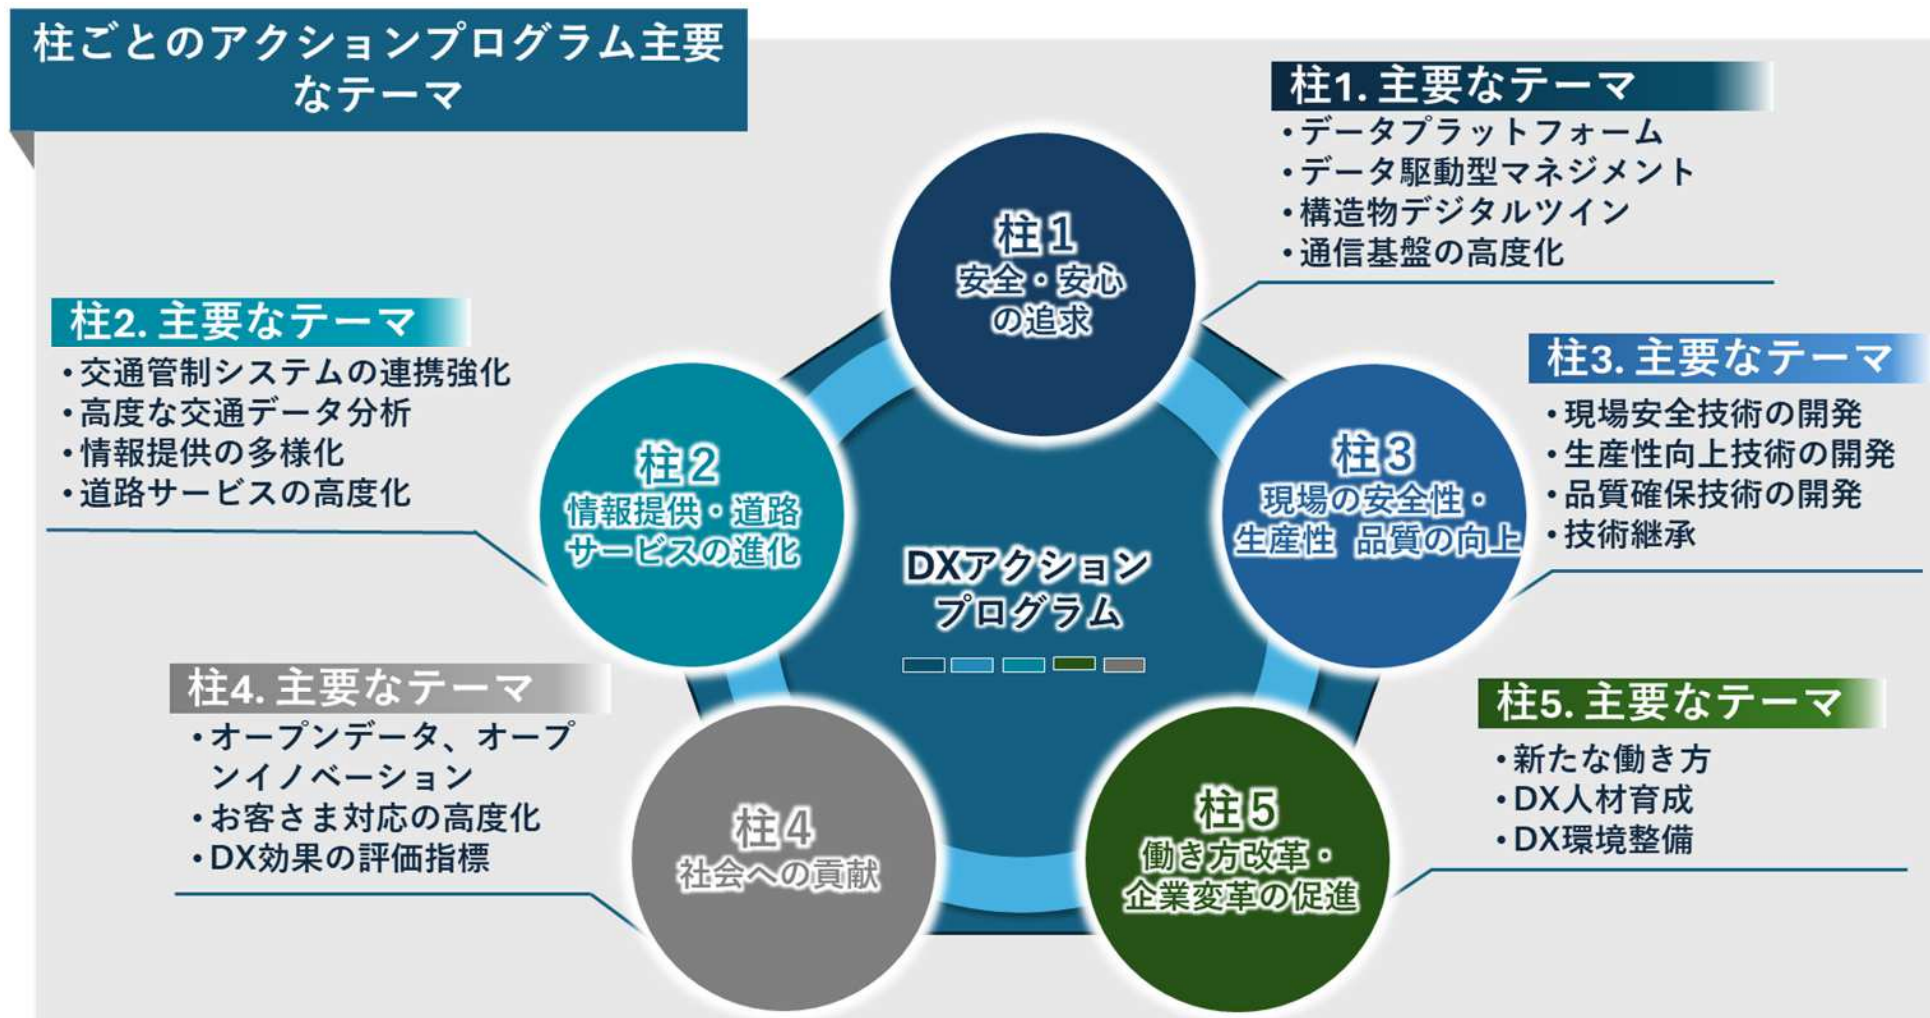 柱ごとのアクションプログラム主要
なテーマ
柱1. 主要なテーマ
・データプラットフォーム
・データ駆動型マネジメント
・構造物デジタルツイン
・通信基盤の高度化
柱1
安全・安心
の追求
柱2. 主要なテーマ
・交通管制システムの連携強化
・高度な交通データ分析
・情報提供の多様化
・道路サービスの高度化
柱2
情報提供・道路
サービスの進化
柱3
現場の安全性・
生産性 品質の向上
柱3. 主要なテーマ
・現場安全技術の開発
・生産性向上技術の開発
・品質確保技術の開発
・技術継承
DXアクション
プログラム
柱4. 主要なテーマ
・オープンデータ、オープ
ンイノベーション
・お客さま対応の高度化
・DX効果の評価指標
柱4
社会への貢献
柱5
働き方改革・
企業変革の促進
柱5. 主要なテーマ
・新たな働き方
・DX人材育成
・DX環境整備